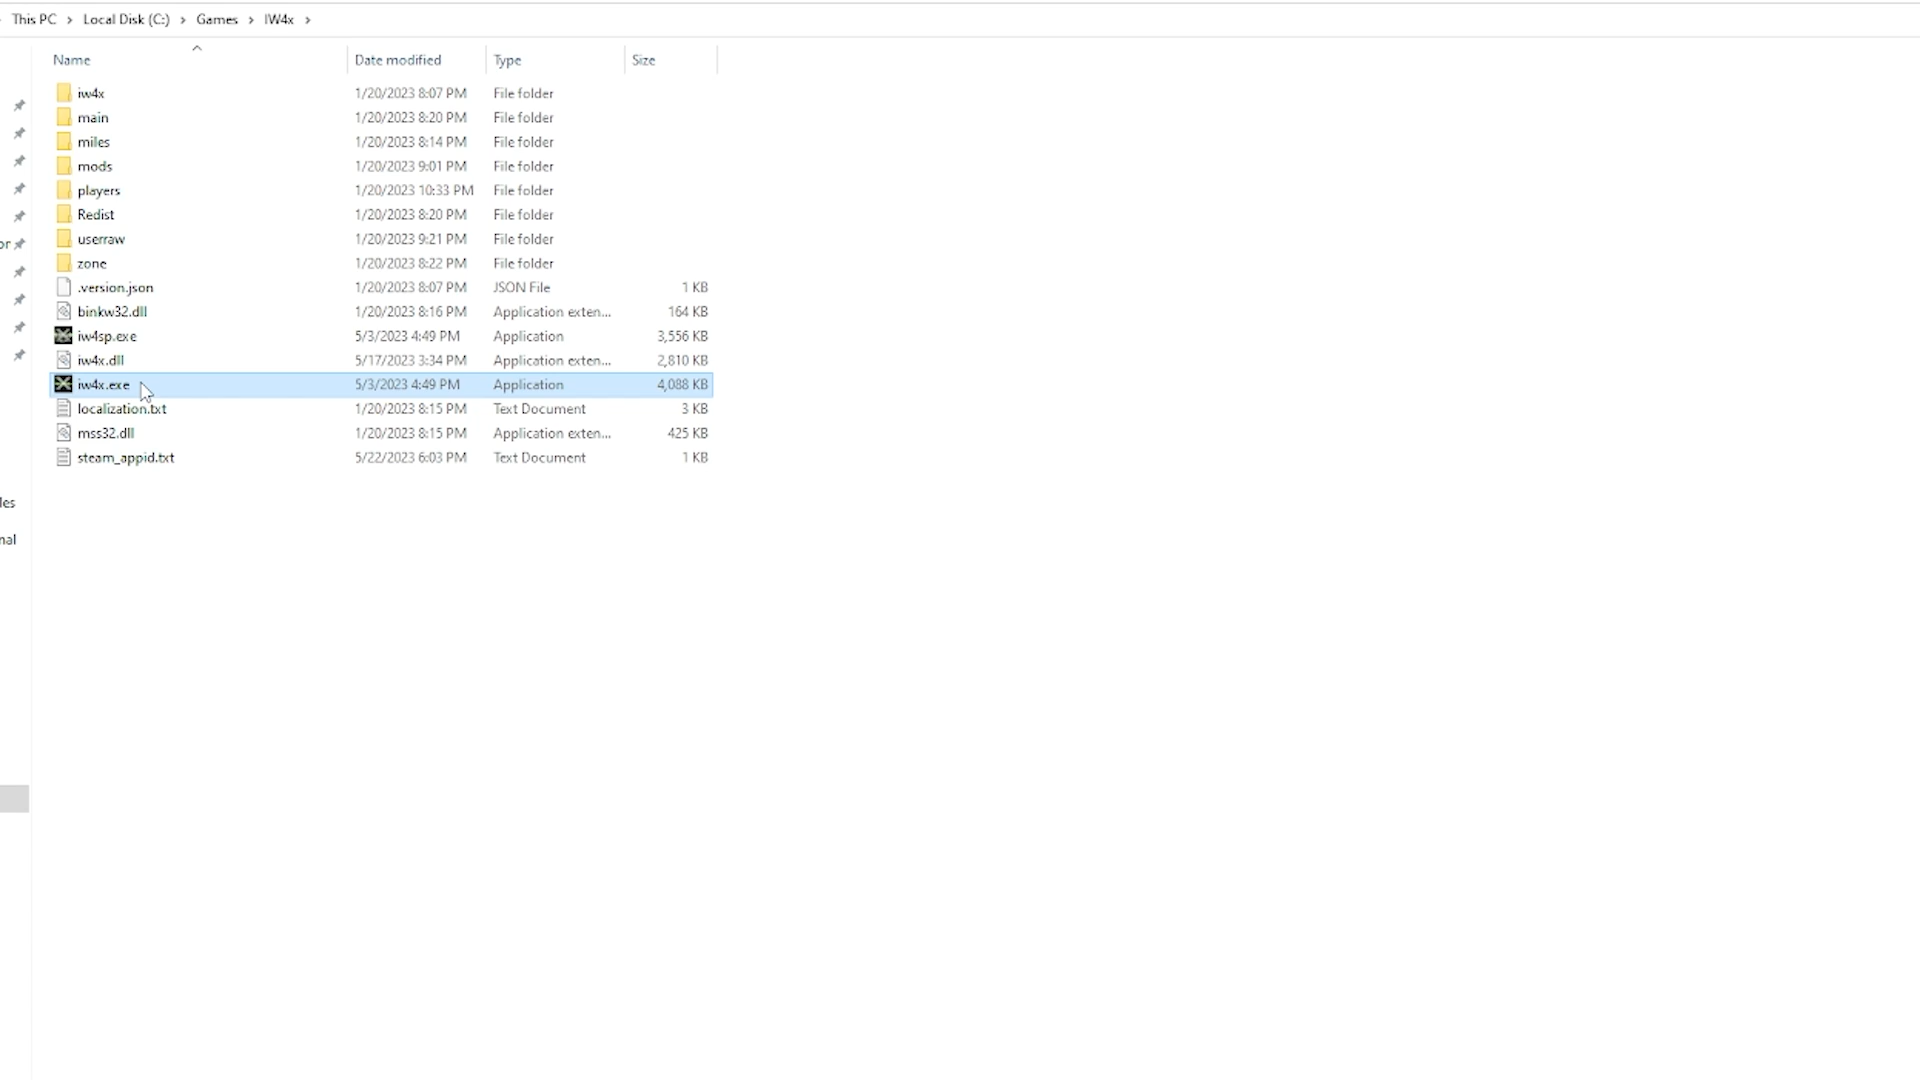 This PC > Local Disk (C:) > Games > IW4x >
Name Date modified Type Size
iw4x 1/20/2023 8:07 PM File folder
main 1/20/2023 8:20 PM File folder
miles 1/20/2023 8:14 PM File folder
mods 1/20/2023 9:01 PM File folder
players 1/20/2023 10:33 PM File folder
Redist 1/20/2023 8:20 PM File folder
userraw 1/20/2023 9:21 PM File folder
or
zone 1/20/2023 8:22 PM File folder
.version.json 1/20/2023 8:07 PM JSON File 1 KB
binkw32.dll 1/20/2023 8:16 PM Application exten... 164 KB
iw4sp.exe 5/3/2023 4:49 PM Application 3,556 KB
iw4x.dll 5/17/2023 3:34 PM Application exten... 2,810 KB
iw4x.exe 5/3/2023 4:49 PM Application 4,088 KB
localization.txt 1/20/2023 8:15 PM Text Document 3 KB
mss32.dll 1/20/2023 8:15 PM Application exten... 425 KB
steam_appid.txt 5/22/2023 6:03 PM Text Document 1 KB
les
nal